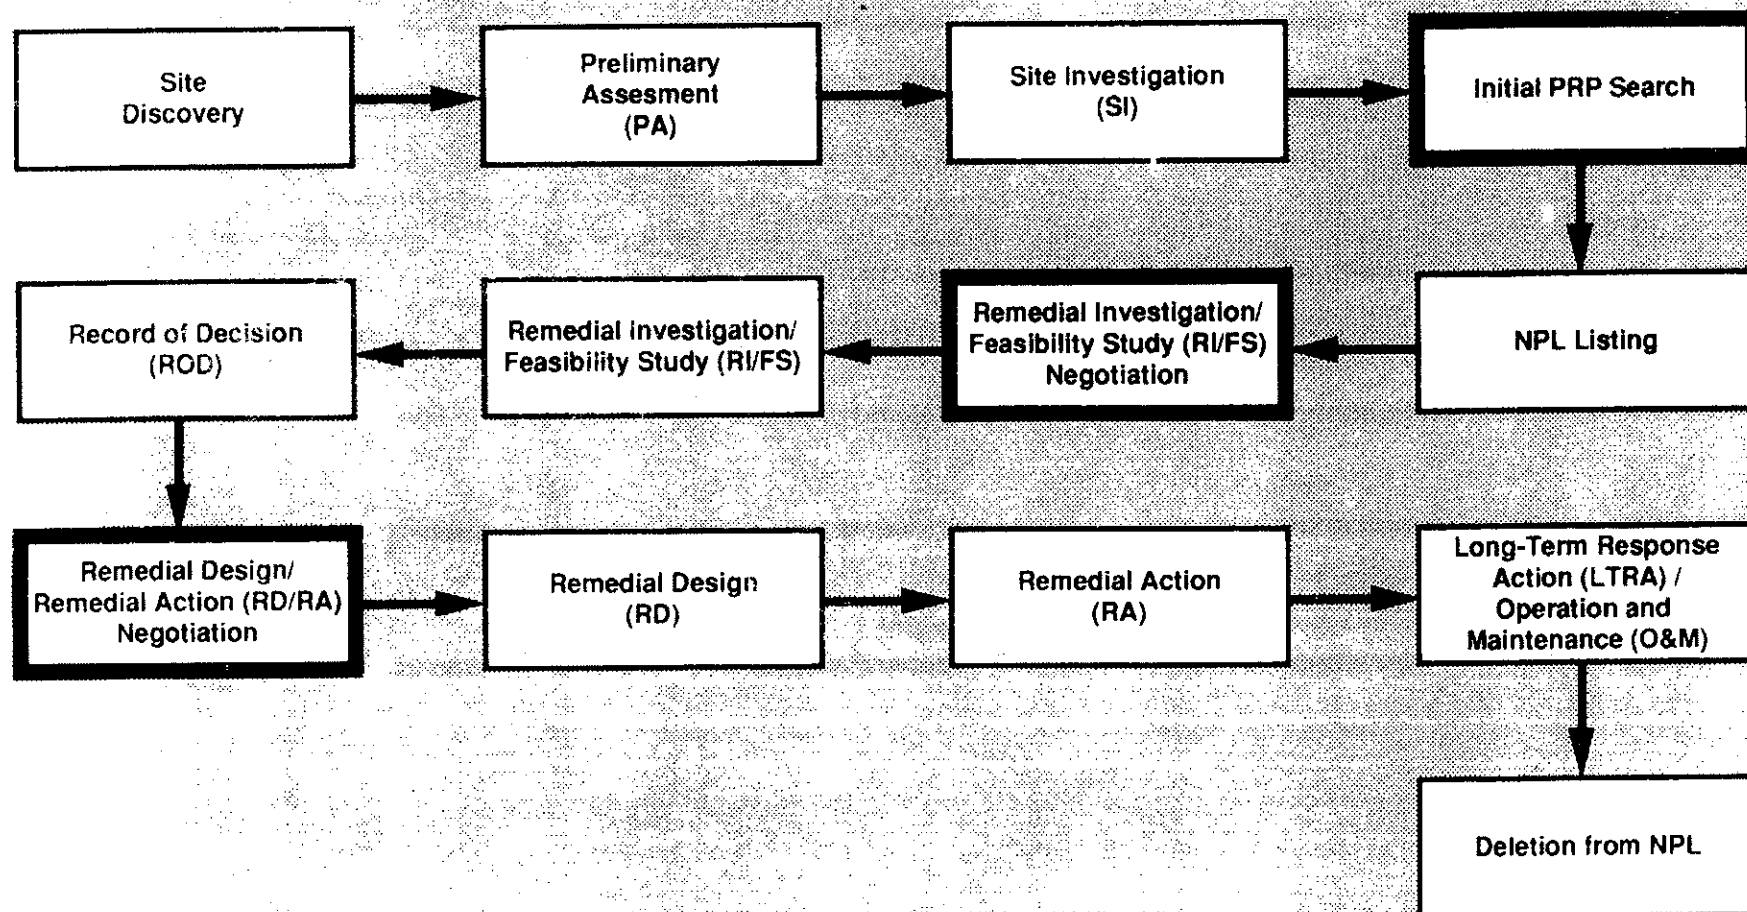 Site
Discovery
Preliminary
Assesment
(PA)
Site Investigation
(SI)
Initial PRP Search
Record of Decision
(ROD)
Remedial Investigation/
Feasibility Study (RI/FS)
Remedial Investigation/
Feasibility Study (RI/FS)
Negotiation
NPL Listing
Remedial Design/
Remedial Action (RD/RA)
Negotiation
Remedial Design
(RD)
Remedial Action
(RA)
Long-Term Response
Action (LTRA) /
Operation and
Maintenance (O&M)
Deletion from NPL